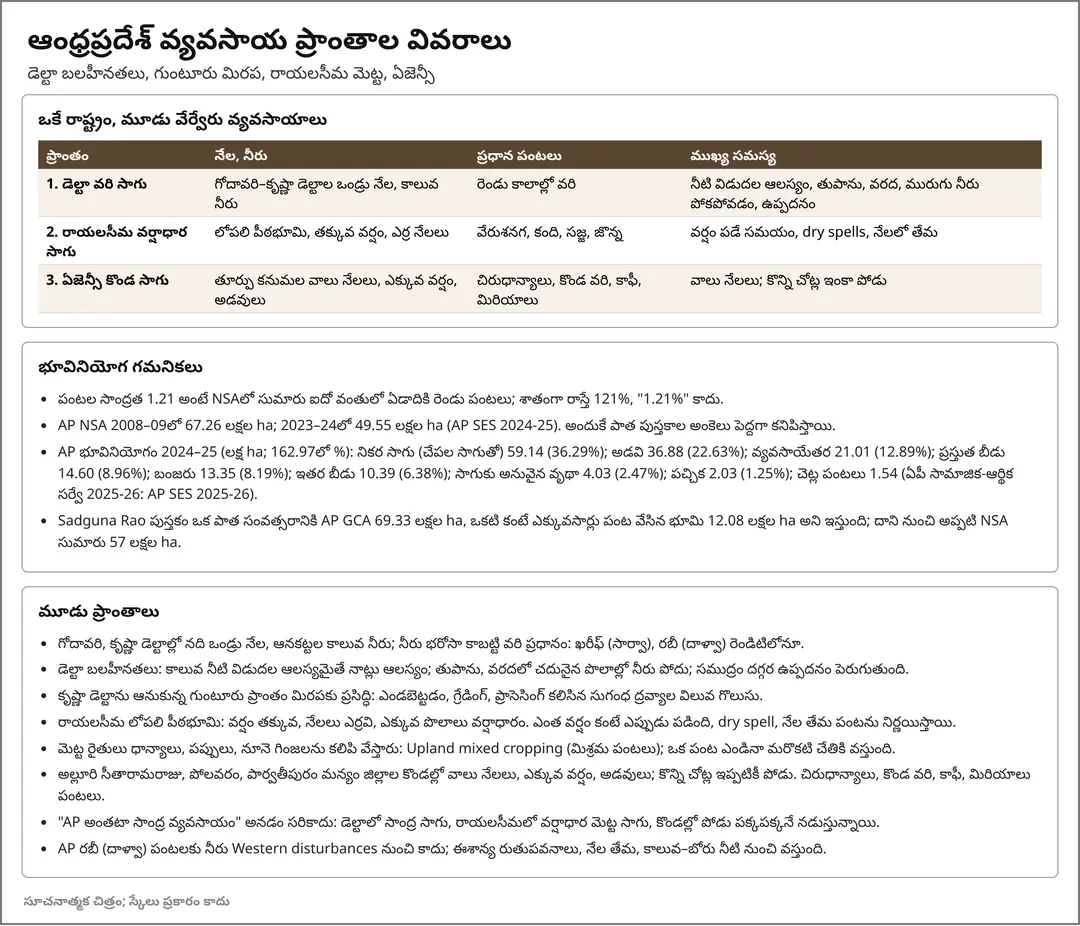 ఆంధ్రప్రదేశ్ వ్యవసాయ ప్రాంతాల వివరాలు
డెల్టా బలహీనతలు, గుంటూరు మిరప, రాయలసీమ మెట్ట, ఏజెన్సీ
ఒకే రాష్ట్రం, మూడు వేర్వేరు వ్యవసాయాలు
ప్రాంతం నేల, నీరు ప్రధాన పంటలు ముఖ్య సమస్య
1. డెల్టా వరి సాగు గోదావరి–కృష్ణా డెల్టాల ఒండ్రు నేల, కాలువ రెండు కాలాల్లో వరి నీటి విడుదల ఆలస్యం, తుపాను, వరద, మురుగు నీరు
నీరు పోకపోవడం, ఉప్పదనం
2. రాయలసీమ వర్షాధార లోపలి పీఠభూమి, తక్కువ వర్షం, ఎర్ర నేలలు వేరుశనగ, కంది, సజ్జ, జొన్న వర్షం పడే సమయం, dry spells, నేలలో తేమ
సాగు
3. ఏజెన్సీ కొండ సాగు తూర్పు కనుమల వాలు నేలలు, ఎక్కువ వర్షం, చిరుధాన్యాలు, కొండ వరి, కాఫీ, వాలు నేలలు; కొన్ని చోట్ల ఇంకా పోడు
అడవులు మిరియాలు
భూవినియోగ గమనికలు
• పంటల సాంద్రత 1.21 అంటే NSAలో సుమారు ఐదో వంతులో ఏడాదికి రెండు పంటలు; శాతంగా రాస్తే 121%, "1.21%" కాదు.
• AP NSA 2008–09లో 67.26 లక్షల ha; 2023–24లో 49.55 లక్షల ha (AP SES 2024-25). అందుకే పాత పుస్తకాల అంకెలు పెద్దగా కనిపిస్తాయి.
• AP భూవినియోగం 2024–25 (లక్ష ha; 162.97లో %): నికర సాగు (చేపల సాగుతో) 59.14 (36.29%); అడవి 36.88 (22.63%); వ్యవసాయేతర 21.01 (12.89%); ప్రస్తుత బీడు
14.60 (8.96%); బంజరు 13.35 (8.19%); ఇతర బీడు 10.39 (6.38%); సాగుకు అనువైన వృథా 4.03 (2.47%); పచ్చిక 2.03 (1.25%); చెట్ల పంటలు 1.54 (ఏపీ సామాజిక-ఆర్థిక
సర్వే 2025-26: AP SES 2025-26).
• Sadguna Rao పుస్తకం ఒక పాత సంవత్సరానికి AP GCA 69.33 లక్షల ha, ఒకటి కంటే ఎక్కువసార్లు పంట వేసిన భూమి 12.08 లక్షల ha అని ఇస్తుంది; దాని నుంచి అప్పటి NSA
సుమారు 57 లక్షల ha.
మూడు ప్రాంతాలు
• గోదావరి, కృష్ణా డెల్టాల్లో నది ఒండ్రు నేల, ఆనకట్టల కాలువ నీరు; నీరు భరోసా కాబట్టి వరి ప్రధానం: ఖరీఫ్ (సార్వా), రబీ (దాళ్వా) రెండిటిలోనూ.
• డెల్టా బలహీనతలు: కాలువ నీటి విడుదల ఆలస్యమైతే నాట్లు ఆలస్యం; తుపాను, వరదలో చదునైన పొలాల్లో నీరు పోదు; సముద్రం దగ్గర ఉప్పదనం పెరుగుతుంది.
• కృష్ణా డెల్టాను ఆనుకున్న గుంటూరు ప్రాంతం మిరపకు ప్రసిద్ధి: ఎండబెట్టడం, గ్రేడింగ్, ప్రాసెసింగ్ కలిసిన సుగంధ ద్రవ్యాల విలువ గొలుసు.
• రాయలసీమ లోపలి పీఠభూమి: వర్షం తక్కువ, నేలలు ఎర్రవి, ఎక్కువ పొలాలు వర్షాధారం. ఎంత వర్షం కంటే ఎప్పుడు పడింది, dry spell, నేల తేమ పంటను నిర్ణయిస్తాయి.
• మెట్ట రైతులు ధాన్యాలు, పప్పులు, నూనె గింజలను కలిపి వేస్తారు: Upland mixed cropping (మిశ్రమ పంటలు); ఒక పంట ఎండినా మరొకటి చేతికి వస్తుంది.
• అల్లూరి సీతారామరాజు, పోలవరం, పార్వతీపురం మన్యం జిల్లాల కొండల్లో వాలు నేలలు, ఎక్కువ వర్షం, అడవులు; కొన్ని చోట్ల ఇప్పటికీ పోడు. చిరుధాన్యాలు, కొండ వరి, కాఫీ, మిరియాలు
పంటలు.
• "AP అంతటా సాంద్ర వ్యవసాయం" అనడం సరికాదు: డెల్టాలో సాంద్ర సాగు, రాయలసీమలో వర్షాధార మెట్ట సాగు, కొండల్లో పోడు పక్కపక్కనే నడుస్తున్నాయి.
• AP రబీ (దాళ్వా) పంటలకు నీరు Western disturbances నుంచి కాదు; ఈశాన్య రుతుపవనాలు, నేల తేమ, కాలువ–బోరు నీటి నుంచి వస్తుంది.
సూచనాత్మక చిత్రం; స్కేలు ప్రకారం కాదు